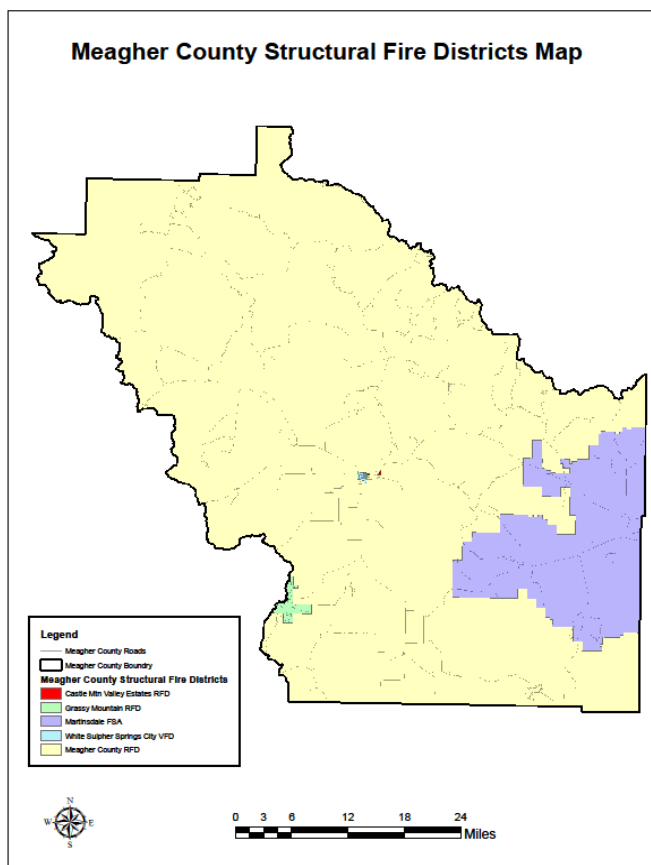 Meagher County Structural Fire Districts Map
Legend
Meagher County Roads
Meagher County Boundry
Meagher County Structural Fire Districts
Castle Mtn Valley Estates RFD
Grassy Mountain RFD
Martinsdale FSA
White Sulpher Springs City VFD
Meagher County RFD
N
W E
S
0 3 6 12 18 24
Miles